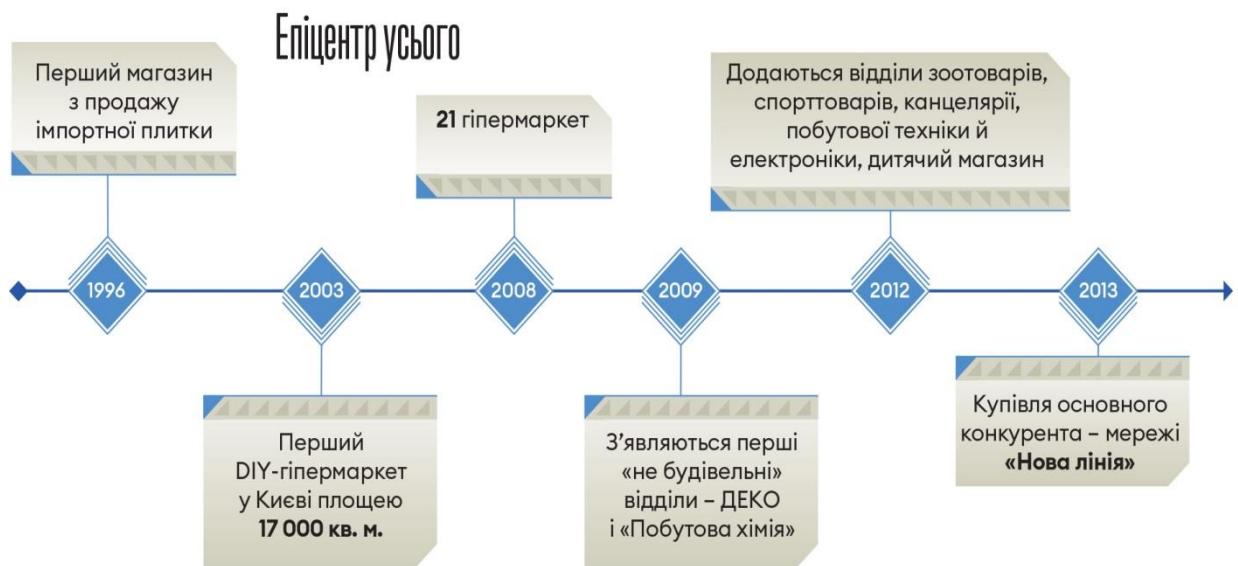 Епіцентр усього
Перший магазин
з продажу
імпортної плитки
21 гіпермаркет
Додаються відділи зоотоварів,
спорттоварів, канцелярії,
побутової техніки й
електроніки, дитячий магазин
1996
2003
2008
2009
2012
2013
Перший
DIY-гіпермаркет
у Києві площею
17 000 кв. м.
З’являються перші
«не будівельні»
відділи – ДЕКО
і «Побутова хімія»
Купівля основного
конкурента – мережі
«Нова лінія»